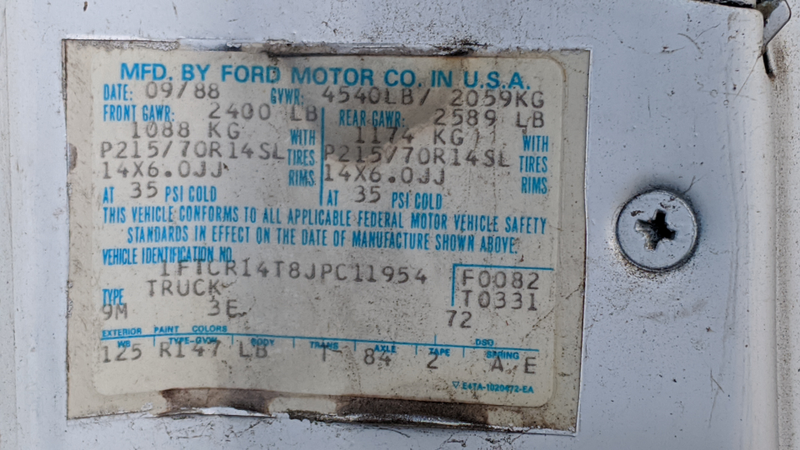 MFD. BY FORD MOTOR CO. IN U.S.A.
DATE: 09/88 GVWR: 4540LB/ 2059KG
FRONT GAWR: 2400 LB REAR GAWR: 2589 LB
1088 KG WITH 1174 KG WITH
P215/70R14SL TIRES P215/70R14SL TIRES
14X6.0JJ RIMS 14X6.0JJ RIMS
AT 35 PSI COLD AT 35 PSI COLD
THIS VEHICLE CONFORMS TO ALL APPLICABLE FEDERAL MOTOR VEHICLE SAFETY
STANDARDS IN EFFECT ON THE DATE OF MANUFACTURE SHOWN ABOVE.
VEHICLE IDENTIFICATION NO.
1FTCR14T8JPC11954 F0082
TYPE TRUCK T0331
9M 3E 72
EXTERIOR PAINT COLORS DSO
WB TYPE-GVW BODY TRANS AXLE TAPE SPRING
125 R147 LB T 84 2 A E
E4TA-1020472-EA